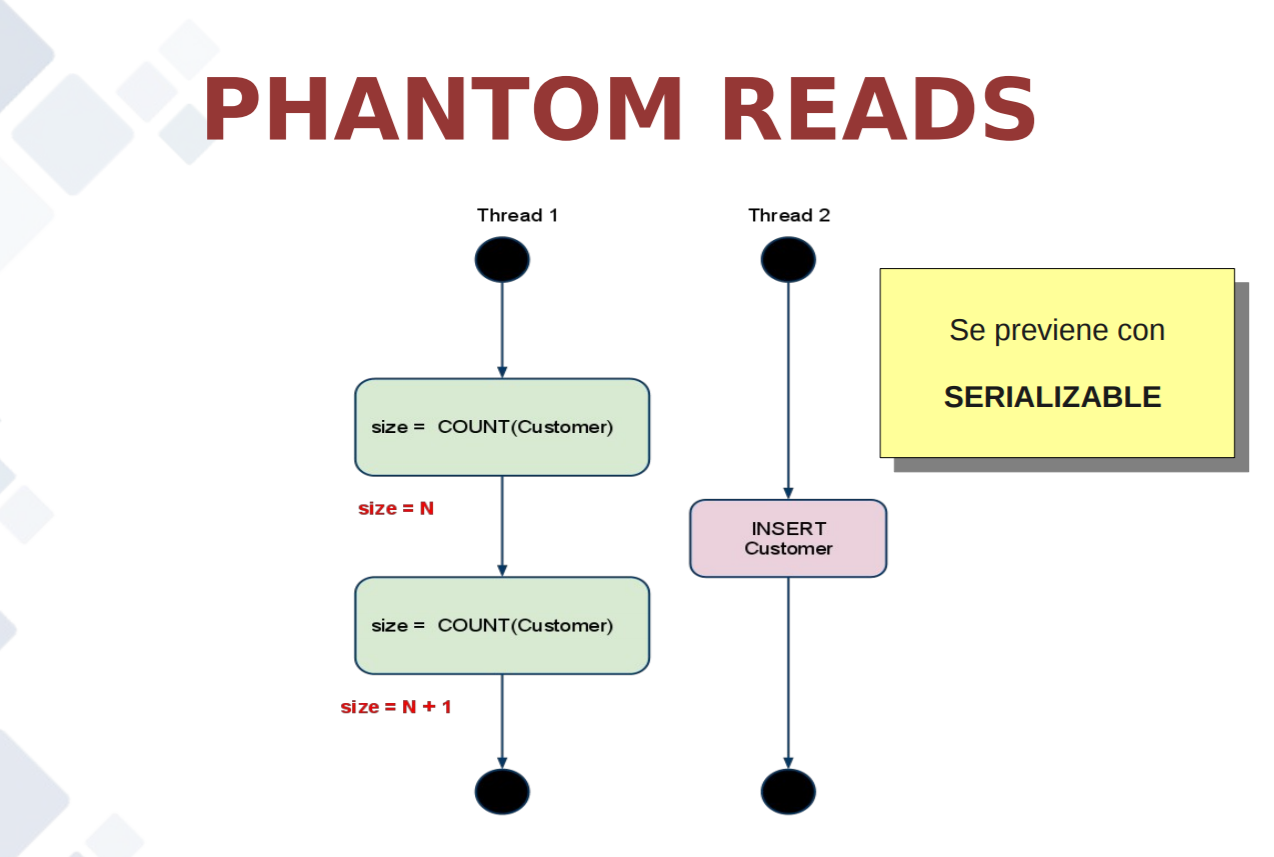 PHANTOM READS
Thread 1
Thread 2
Se previene con
SERIALIZABLE
size = COUNT(Customer)
size = N
INSERT
Customer
size = COUNT(Customer)
size = N + 1